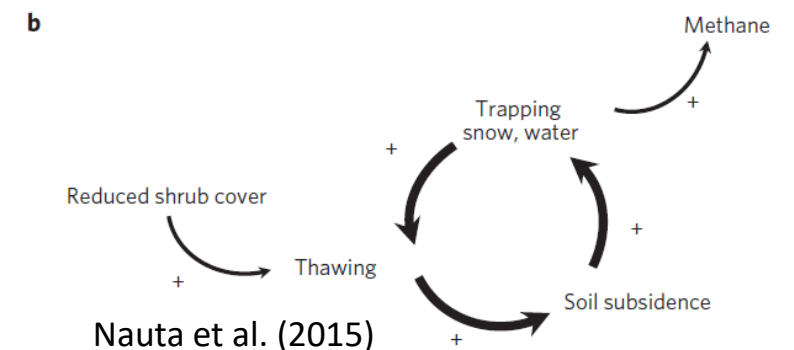 b
Methane
+
Trapping
snow, water
+
Reduced shrub cover
+
+
Thawing
Soil subsidence
Nauta et al. (2015)
+